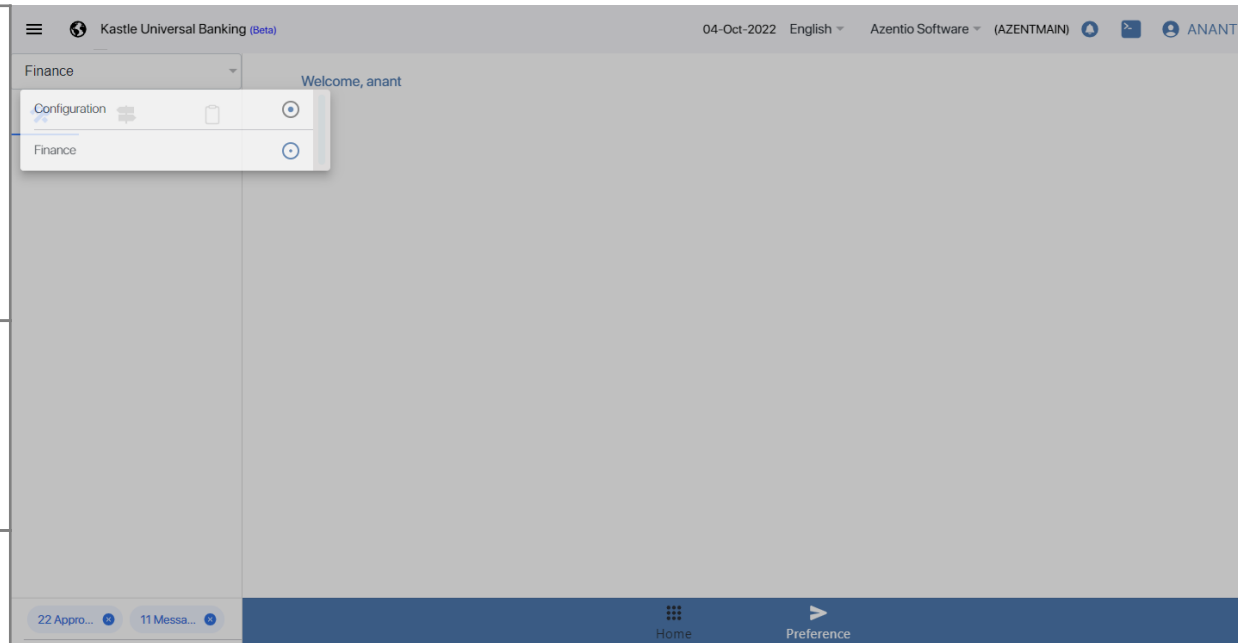 Kastle Universal Banking (Beta) 04-Oct-2022 English Azentio Software (AZENTMAIN) ANANT
Finance
Welcome, anant
Configuration
Finance
22 Appro... 11 Messa...
Home Preference